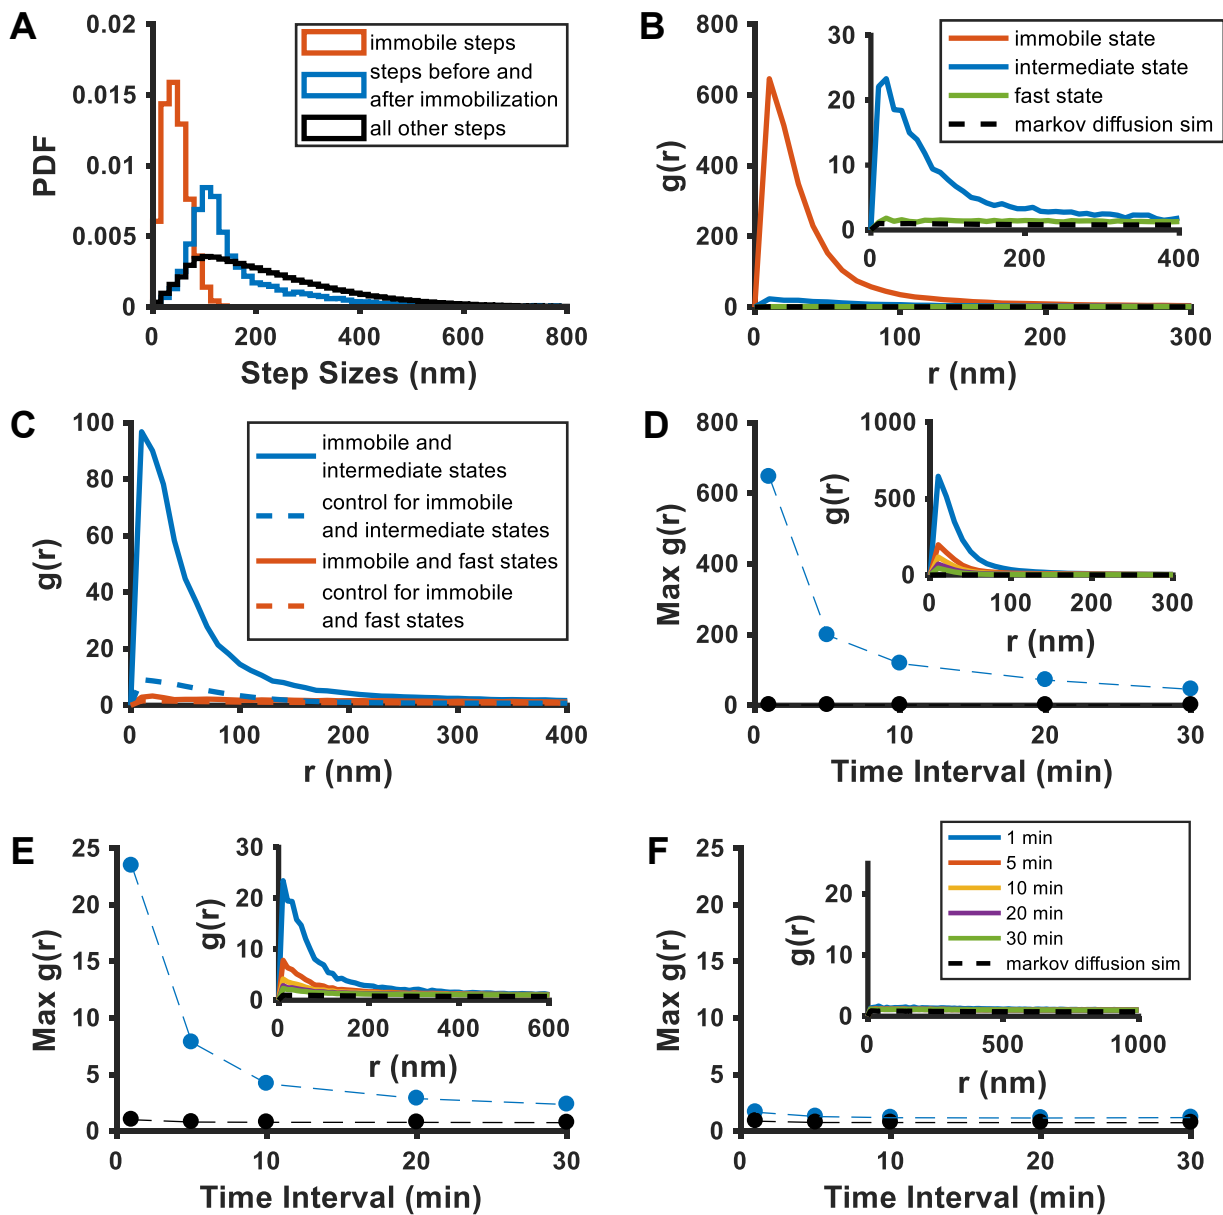 A
0.02
0.015
0.01
0.005
0
PDF
0 200 400 600 800
Step Sizes (nm)
immobile steps
steps before and
after immobilization
all other steps
B
800
600
400
200
0
g(r)
0 100 200 300
r (nm)
30
20
10
0
0 200 400
immobile state
intermediate state
fast state
markov diffusion sim
C
100
80
60
40
20
0
g(r)
0 100 200 300 400
r (nm)
immobile and
intermediate states
control for immobile
and intermediate states
immobile and fast states
control for immobile
and fast states
D
800
600
400
200
0
Max g(r)
0 10 20 30
Time Interval (min)
1000
500
0
g(r)
0 100 200 300
r (nm)
E
25
20
15
10
5
0
Max g(r)
0 10 20 30
Time Interval (min)
30
20
10
0
g(r)
0 200 400 600
r (nm)
F
25
20
15
10
5
0
Max g(r)
0 10 20 30
Time Interval (min)
20
10
0
g(r)
0 500 1000
r (nm)
1 min
5 min
10 min
20 min
30 min
markov diffusion sim